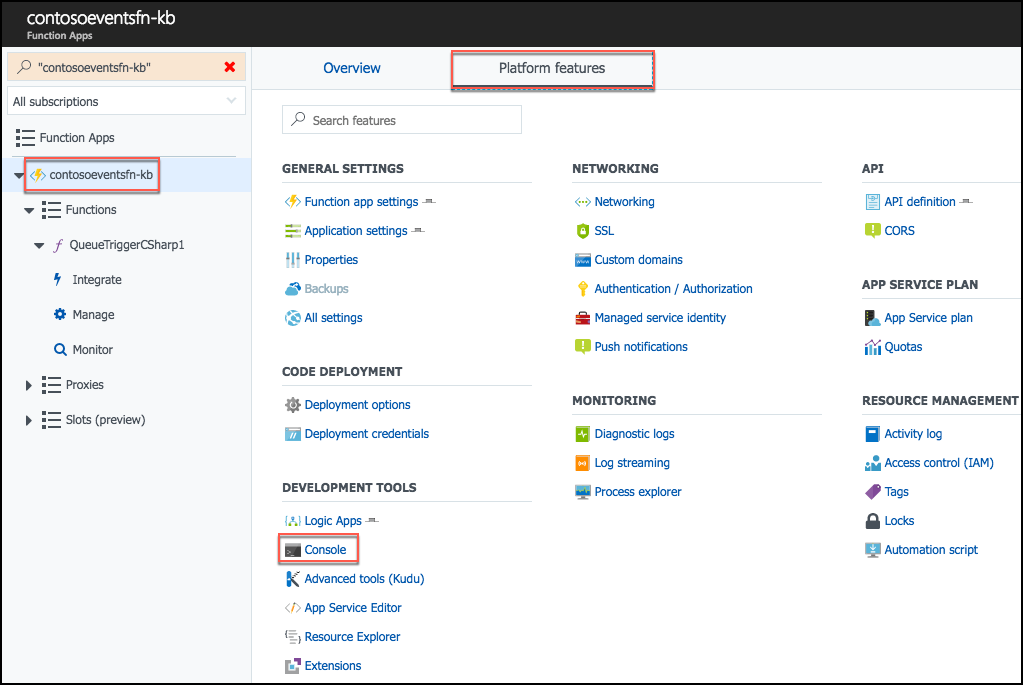 contosoeventsfn-kb
Function Apps
"contosoeventsfn-kb"
All subscriptions
Function Apps
contosoeventsfn-kb
Functions
QueueTriggerCSharp1
Integrate
Manage
Monitor
Proxies
Slots (preview)
Overview
Platform features
Search features
GENERAL SETTINGS
Function app settings
Application settings
Properties
Backups
All settings
CODE DEPLOYMENT
Deployment options
Deployment credentials
DEVELOPMENT TOOLS
Logic Apps
Console
Advanced tools (Kudu)
App Service Editor
Resource Explorer
Extensions
NETWORKING
Networking
SSL
Custom domains
Authentication / Authorization
Managed service identity
Push notifications
MONITORING
Diagnostic logs
Log streaming
Process explorer
API
API definition
CORS
APP SERVICE PLAN
App Service plan
Quotas
RESOURCE MANAGEMENT
Activity log
Access control (IAM)
Tags
Locks
Automation script